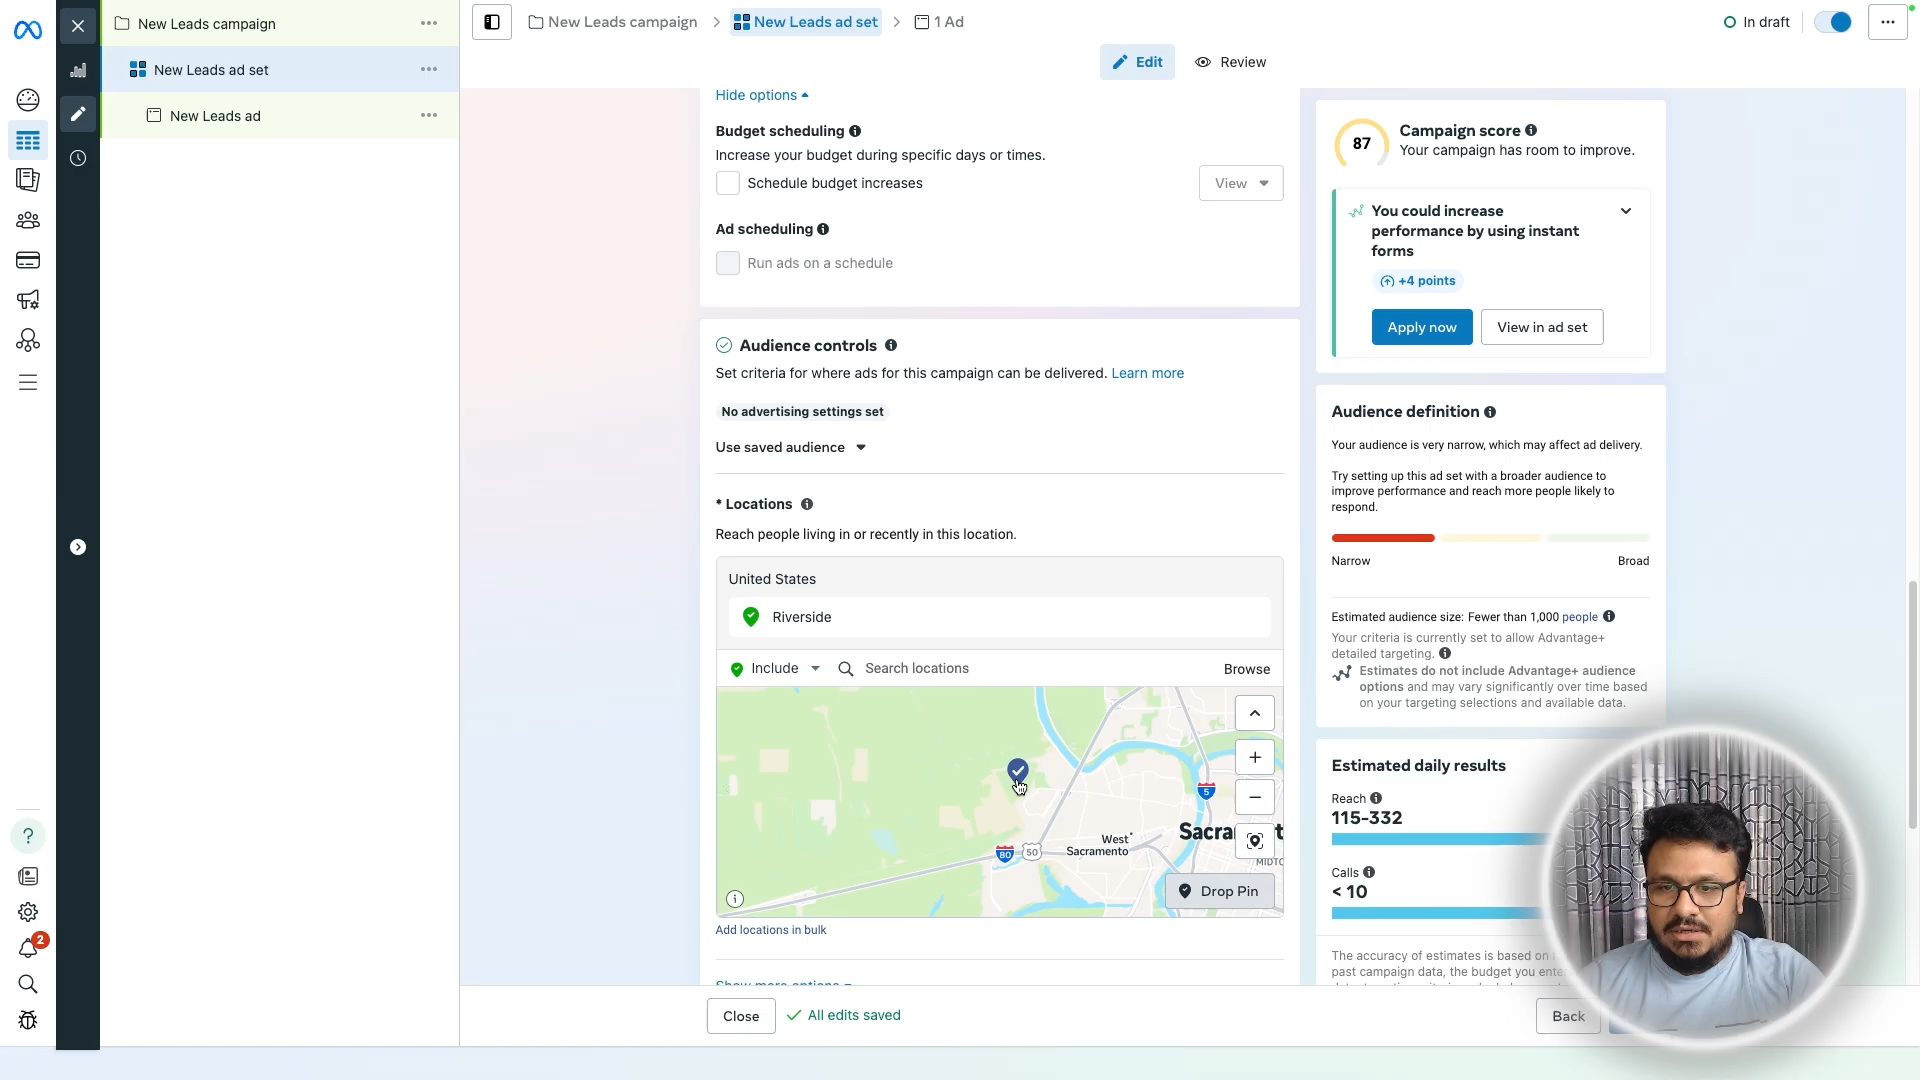 New Leads campaign
New Leads ad set
New Leads ad
New Leads campaign
New Leads ad set
1 Ad
In draft
Edit
Review
Hide options
Budget scheduling
Increase your budget during specific days or times.
Schedule budget increases
View
Ad scheduling
Run ads on a schedule
Audience controls
Set criteria for where ads for this campaign can be delivered. Learn more
No advertising settings set
Use saved audience
* Locations
Reach people living in or recently in this location.
United States
Riverside
Include
Search locations
Browse
West
Sacramento
80
50
5
Drop Pin
Add locations in bulk
Close
All edits saved
Back
87
Campaign score
Your campaign has room to improve.
You could increase
performance by using instant
forms
+4 points
Apply now
View in ad set
Audience definition
Your audience is very narrow, which may affect ad delivery.
Try setting up this ad set with a broader audience to
improve performance and reach more people likely to
respond.
Narrow
Broad
Estimated audience size: Fewer than 1,000 people
Your criteria is currently set to allow Advantage+
detailed targeting.
Estimates do not include Advantage+ audience
options and may vary significantly over time based
on your targeting selections and available data.
Estimated daily results
Reach
115-332
Calls
< 10
The accuracy of estimates is based on
past campaign data, the budget you
2